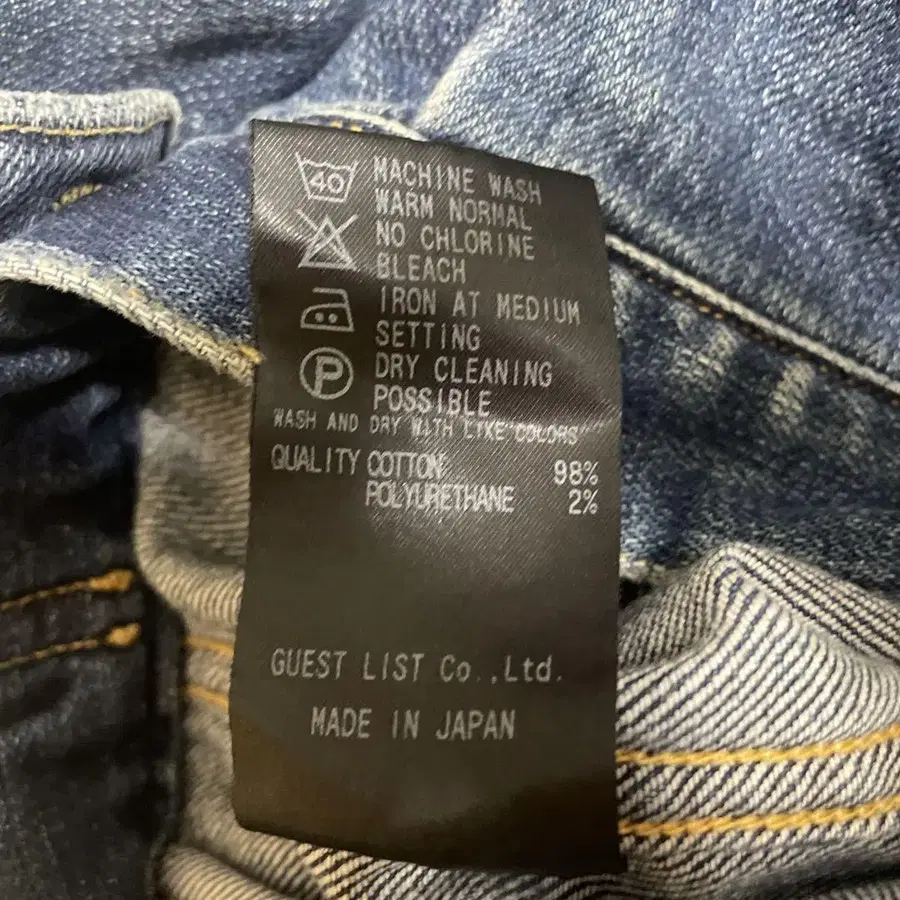 40 MACHINE WASH
WARM NORMAL
NO CHLORINE
BLEACH
IRON AT MEDIUM
SETTING
P DRY CLEANING
POSSIBLE
WASH AND DRY WITH LIKE"COLORS"
QUALITY COTTON 98%
POLYURETHANE 2%
GUEST LIST Co.,Ltd.
MADE IN JAPAN